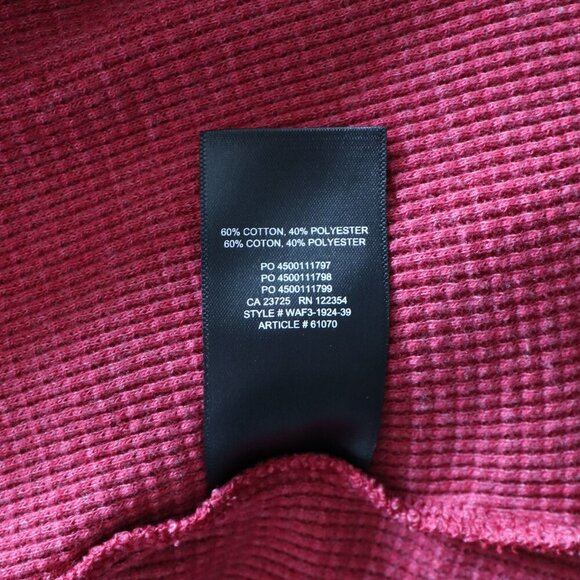 60% COTTON, 40% POLYESTER
60% COTON, 40% POLYESTER
PO 4500111797
PO 4500111798
PO 4500111799
CA 23725 RN 122354
STYLE # WAF3-1924-39
ARTICLE # 61070